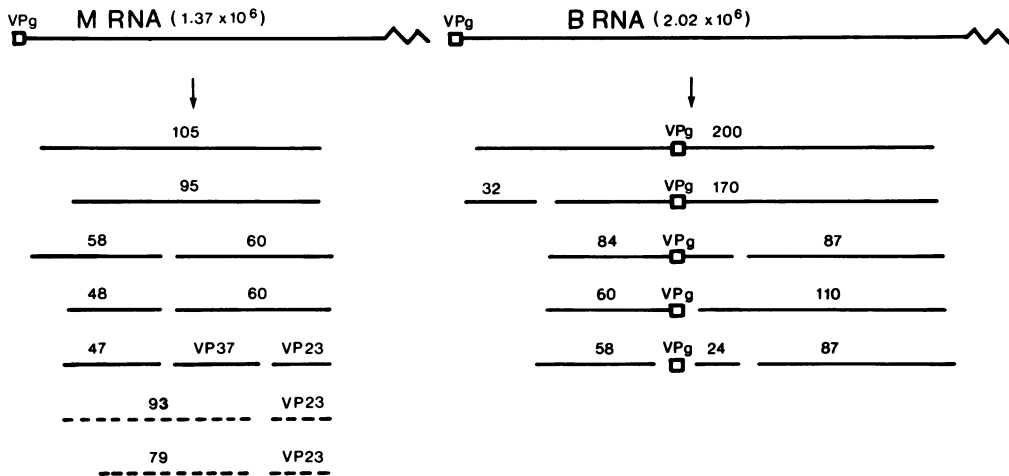 VPg M RNA (1.37 x 10⁶) VPg B RNA (2.02 x 10⁶)
105 VPg 200
95 32 VPg 170
58 60 84 VPg 87
48 60 60 VPg 110
47 VP37 VP23 58 VPg 24 87
93 VP23
79 VP23